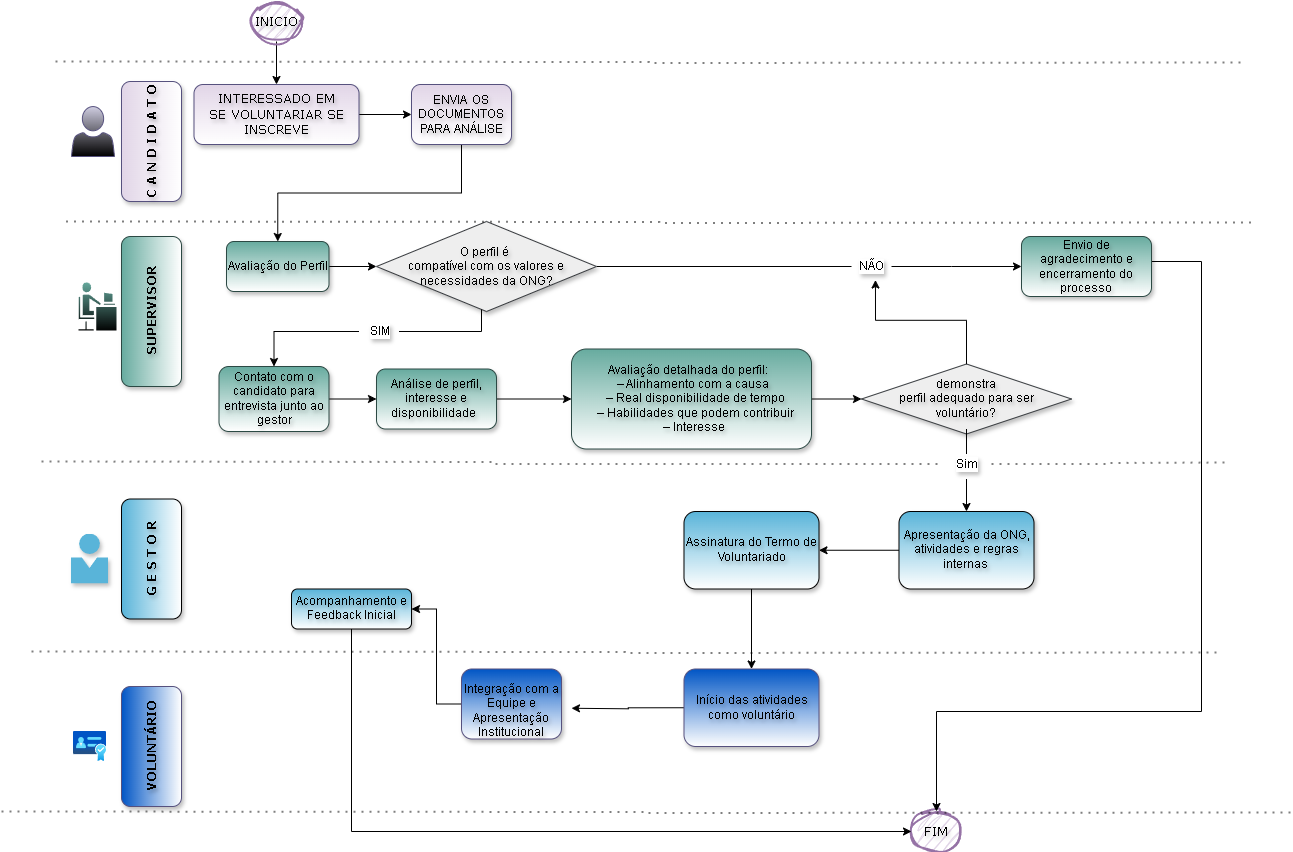 INICIO
CANDIDATO
INTERESSADO EM
SE VOLUNTARIAR SE
INSCREVE
ENVIA OS
DOCUMENTOS
PARA ANÁLISE
SUPERVISOR
Avaliação do Perfil
O perfil é
compatível com os valores e
necessidades da ONG?
NÃO
Envio de
agradecimento e
encerramento do
processo
SIM
Contato com o
candidato para
entrevista junto ao
gestor
Análise de perfil,
interesse e
disponibilidade
Avaliação detalhada do perfil:
– Alinhamento com a causa
– Real disponibilidade de tempo
– Habilidades que podem contribuir
– Interesse
demonstra
perfil adequado para ser
voluntário?
Sim
GESTOR
Assinatura do Termo de
Voluntariado
Apresentação da ONG,
atividades e regras
internas
Acompanhamento e
Feedback Inicial
VOLUNTÁRIO
Integração com a
Equipe e
Apresentação
Institucional
Início das atividades
como voluntário
FIM